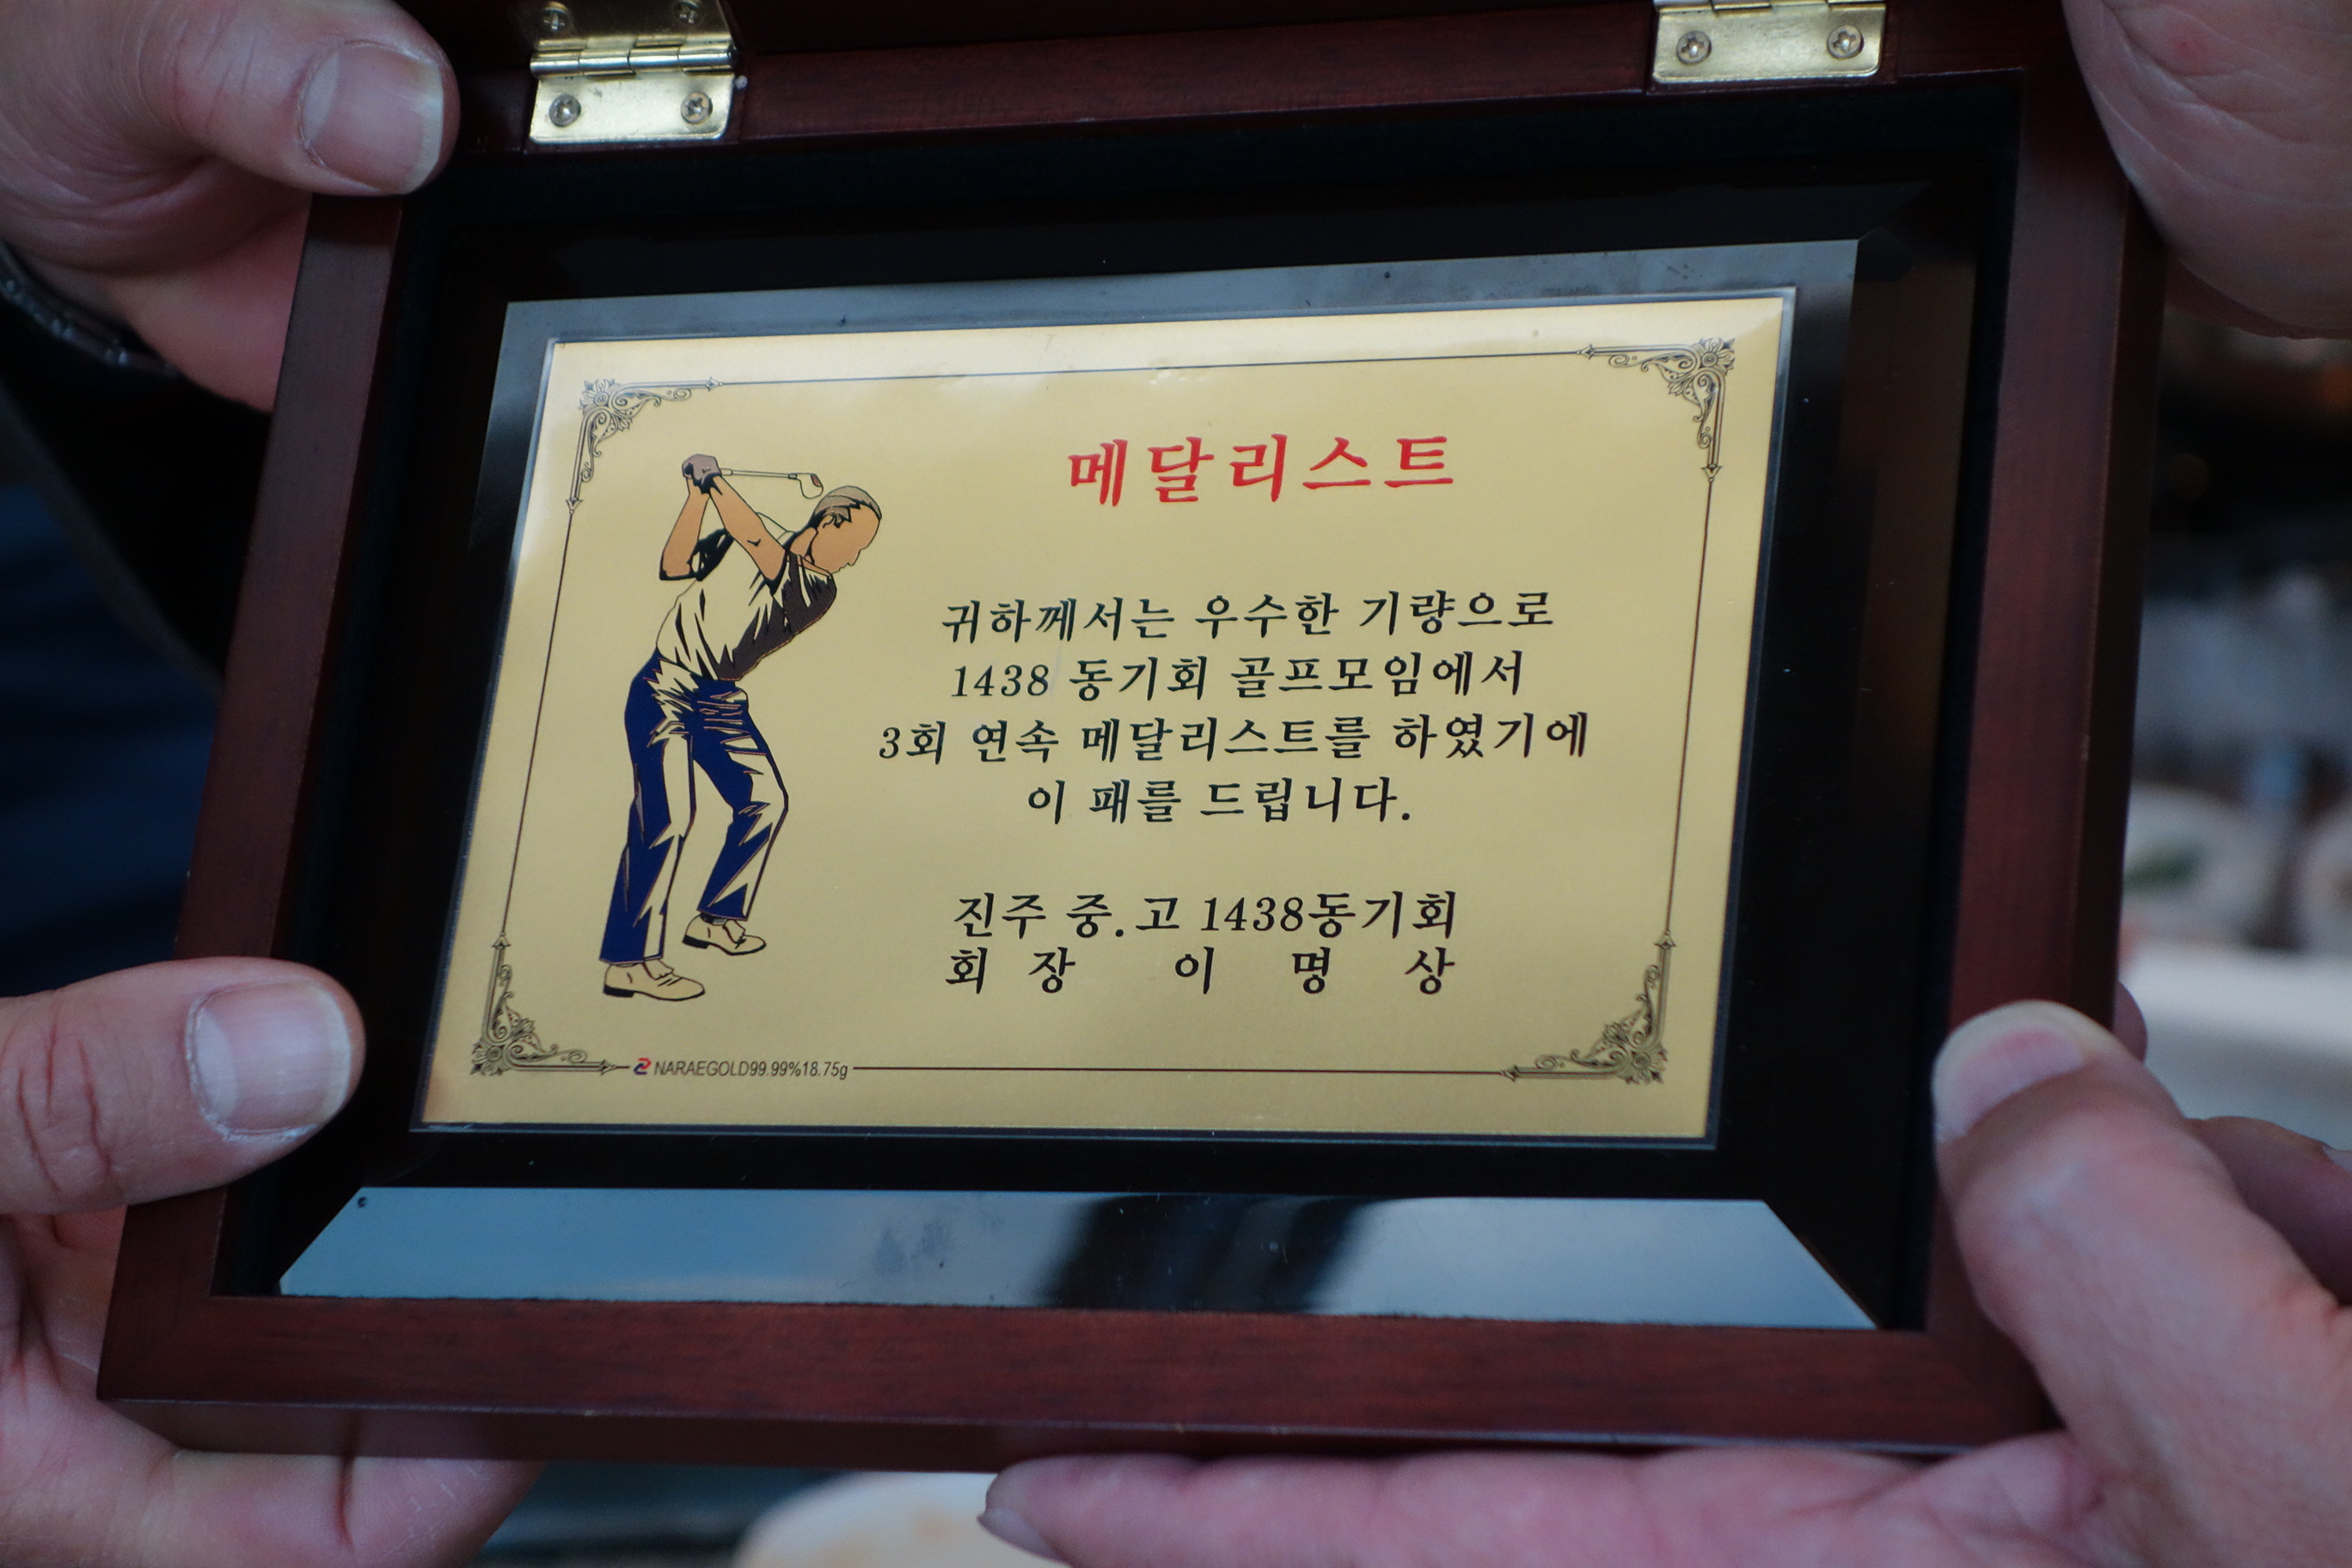 메달리스트
귀하께서는 우수한 기량으로
1438 동기회 골프모임에서
3회 연속 메달리스트를 하였기에
이 패를 드립니다.
진주 중.고 1438동기회
회 장 이 명 상
NARAEGOLD99.99%18.75g